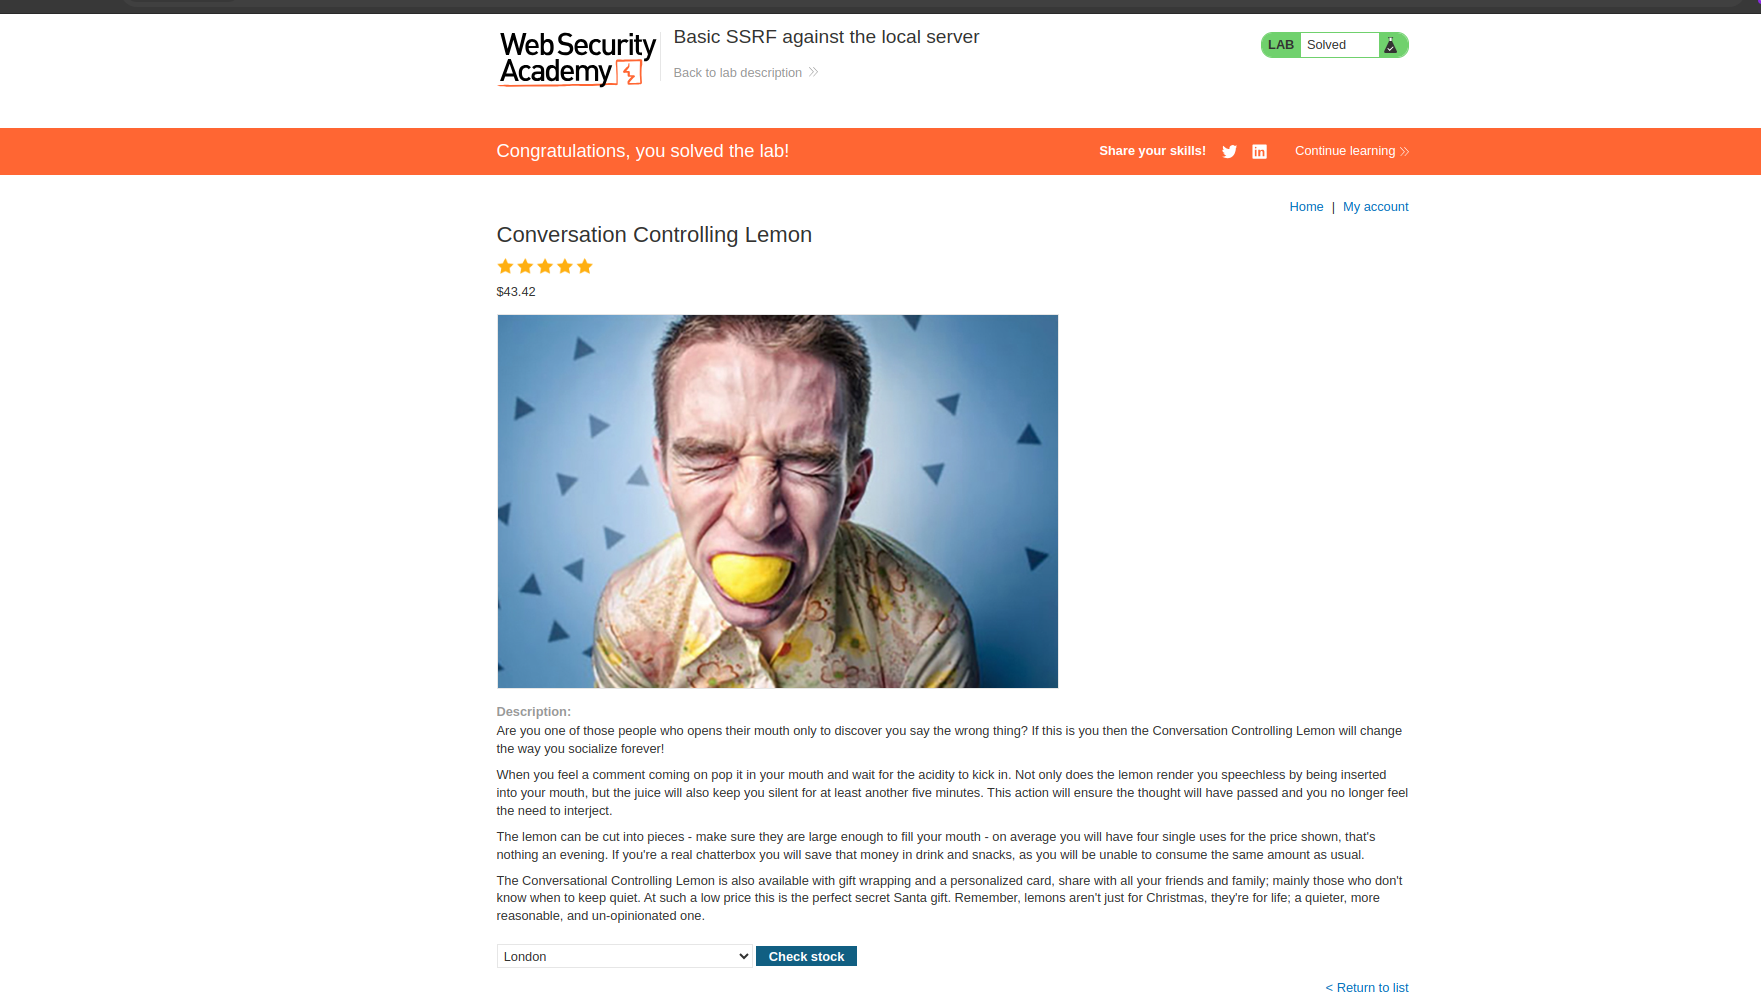 Web Security
Academy
Basic SSRF against the local server
Back to lab description
LAB Solved
Congratulations, you solved the lab!
Share your skills!
Continue learning
Home | My account
Conversation Controlling Lemon
$43.42
Description:
Are you one of those people who opens their mouth only to discover you say the wrong thing? If this is you then the Conversation Controlling Lemon will change
the way you socialize forever!
When you feel a comment coming on pop it in your mouth and wait for the acidity to kick in. Not only does the lemon render you speechless by being inserted
into your mouth, but the juice will also keep you silent for at least another five minutes. This action will ensure the thought will have passed and you no longer feel
the need to interject.
The lemon can be cut into pieces - make sure they are large enough to fill your mouth - on average you will have four single uses for the price shown, that's
nothing an evening. If you're a real chatterbox you will save that money in drink and snacks, as you will be unable to consume the same amount as usual.
The Conversational Controlling Lemon is also available with gift wrapping and a personalized card, share with all your friends and family; mainly those who don't
know when to keep quiet. At such a low price this is the perfect secret Santa gift. Remember, lemons aren't just for Christmas, they're for life; a quieter, more
reasonable, and un-opinionated one.
London
Check stock
< Return to list